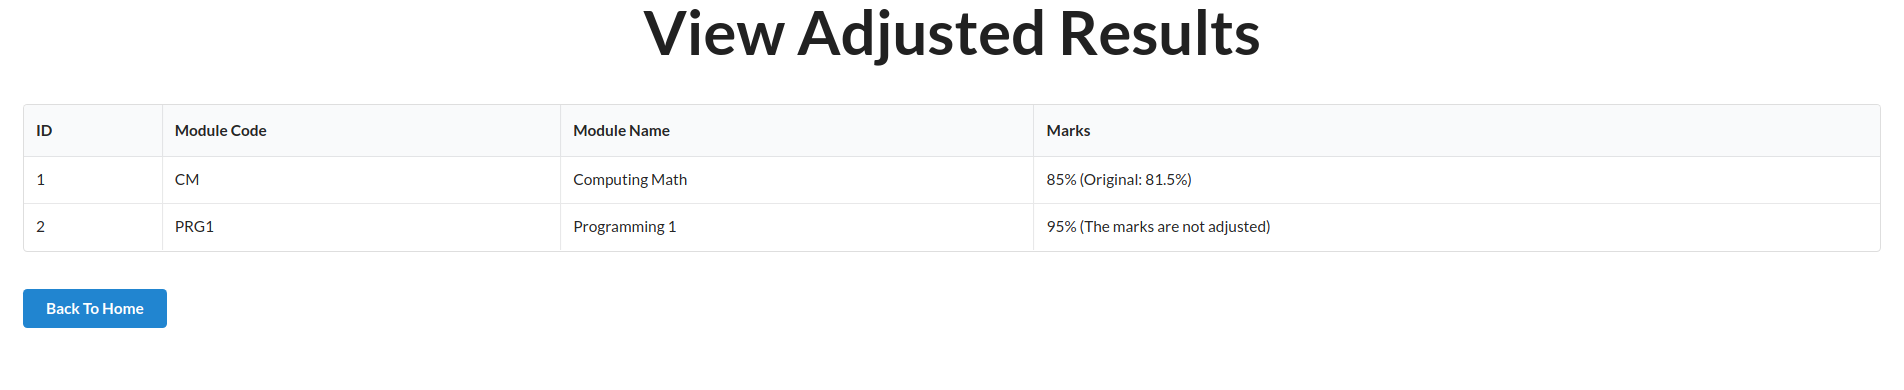 View Adjusted Results
ID Module Code Module Name Marks
1 CM Computing Math 85% (Original: 81.5%)
2 PRG1 Programming 1 95% (The marks are not adjusted)
Back To Home